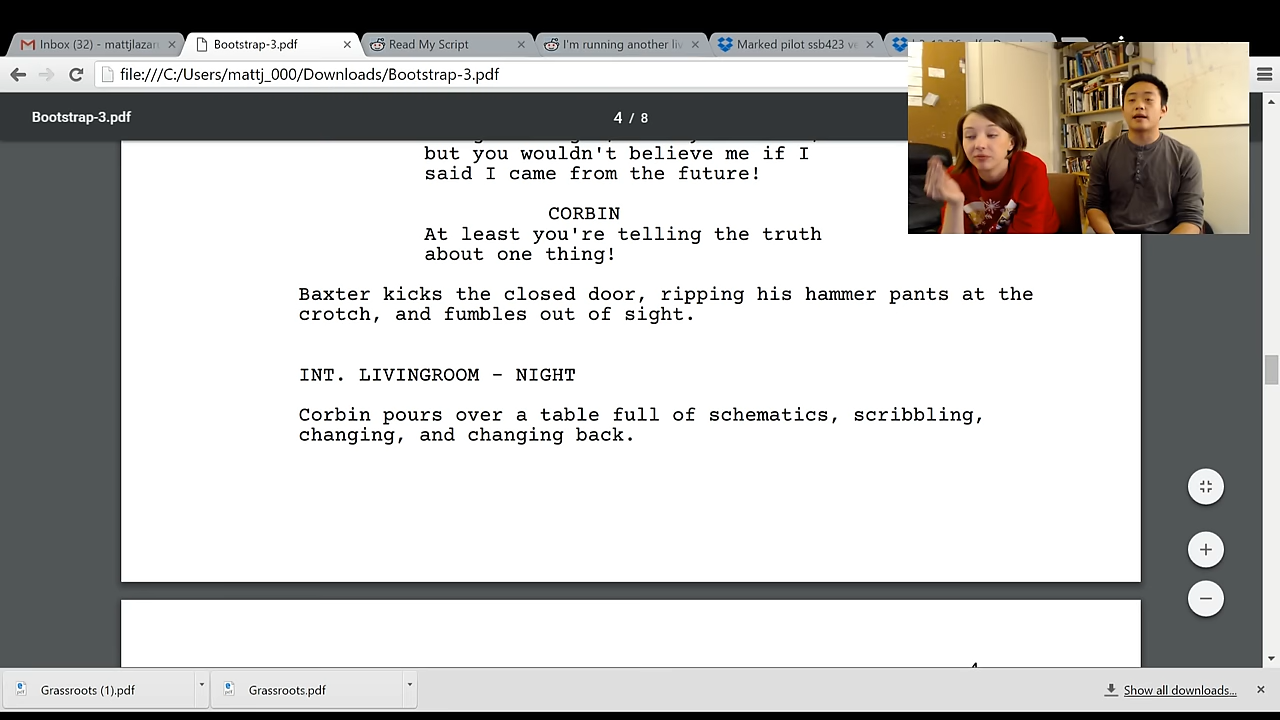 Inbox (32) - mattjlazar
Bootstrap-3.pdf
Read My Script
I'm running another liv
Marked pilot ssb423 ve
file:///C:/Users/mattj_000/Downloads/Bootstrap-3.pdf
Bootstrap-3.pdf
4 / 8
but you wouldn't believe me if I
said I came from the future!
CORBIN
At least you're telling the truth
about one thing!
Baxter kicks the closed door, ripping his hammer pants at the
crotch, and fumbles out of sight.
INT. LIVINGROOM – NIGHT
Corbin pours over a table full of schematics, scribbling,
changing, and changing back.
Grassroots (1).pdf
Grassroots.pdf
Show all downloads...